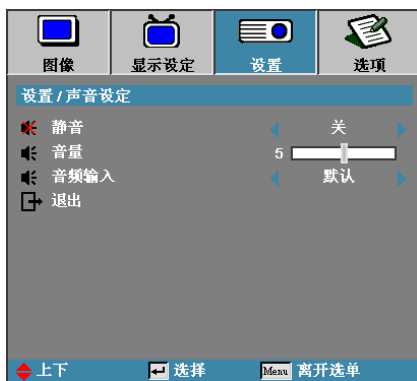 图像 显示设定 设置 选项
设置 / 声音设定
静音 关
音量 5
音频输入 默认
退出
上下 选择 Menu 离开选单